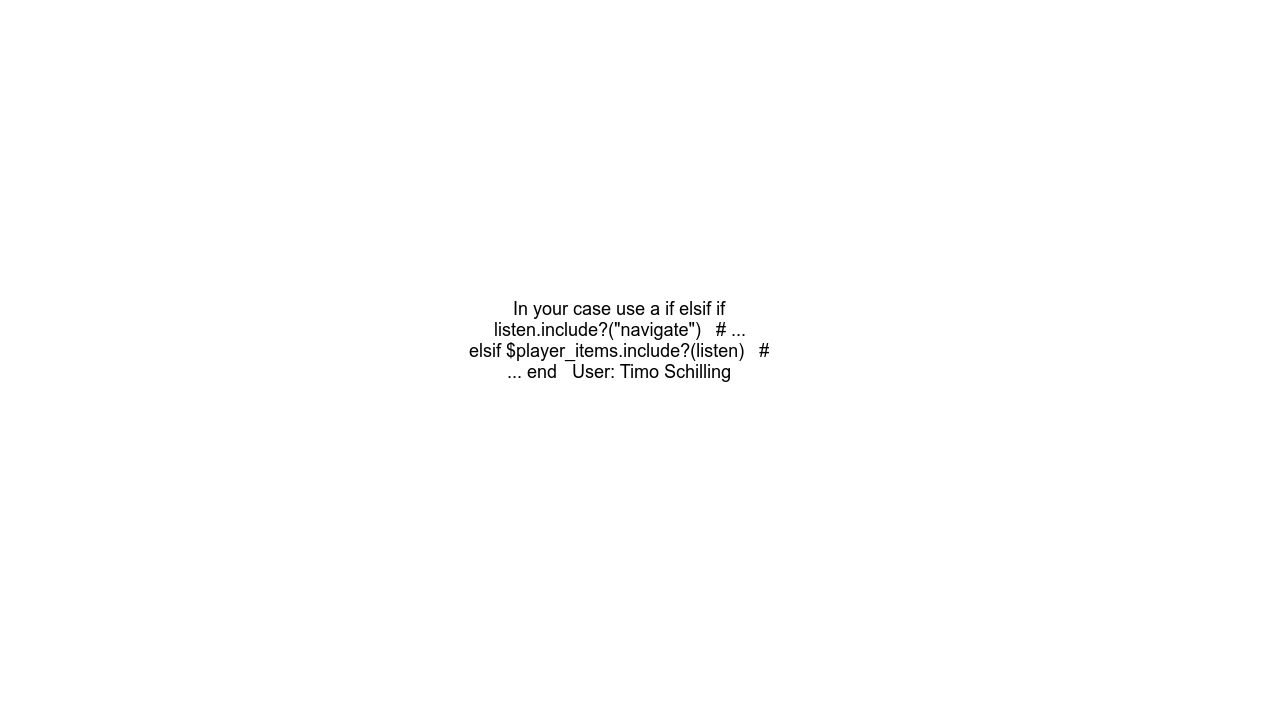 In your case use a if elsif if
listen.include?("navigate")   # ...
elsif $player_items.include?(listen)   #
... end   User: Timo Schilling